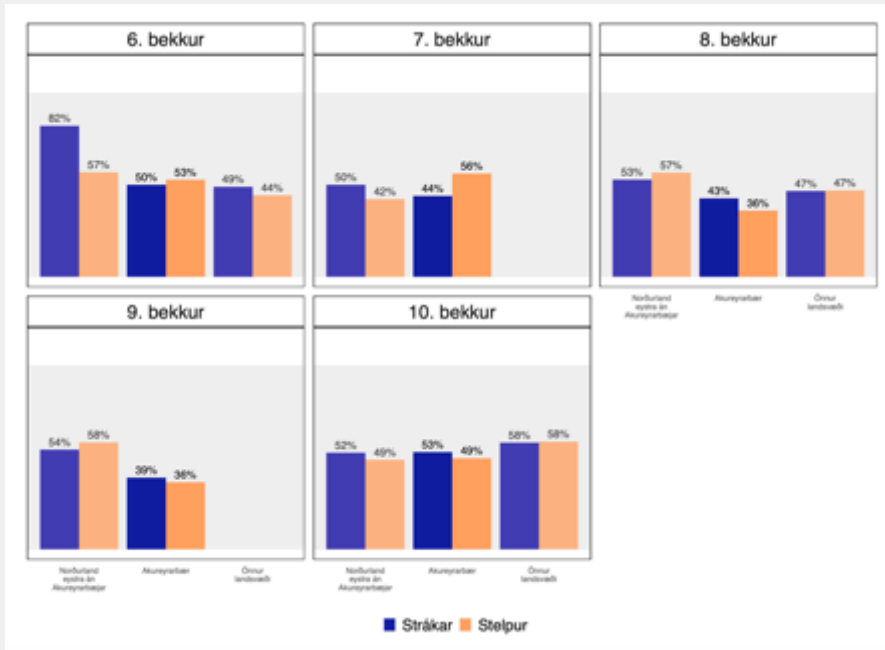 6. bekkur
7. bekkur
8. bekkur
82%
57%
50%
53%
49%
44%
50%
42%
44%
56%
53%
57%
43%
36%
47%
47%
Norðurland
eystra án
Akureyrarbæjar
Akureyrarbær
Önnur
landsvæði
9. bekkur
10. bekkur
54%
58%
39%
36%
52%
49%
53%
49%
58%
58%
Norðurland
eystra án
Akureyrarbæjar
Akureyrarbær
Önnur
landsvæði
Norðurland
eystra án
Akureyrarbæjar
Akureyrarbær
Önnur
landsvæði
Strákar
Stelpur